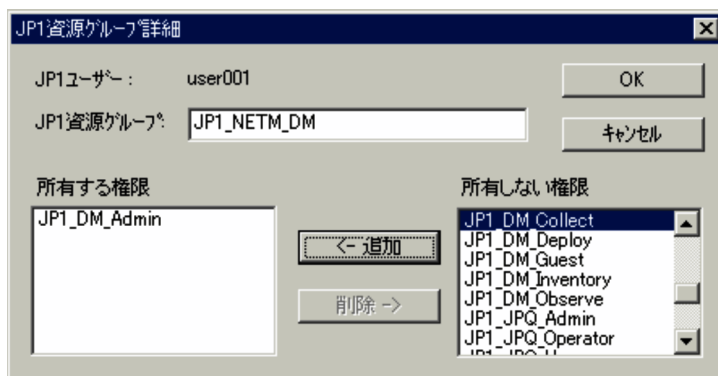 JP1資源ｸﾞﾙｰﾌﾟ詳細
JP1ﾕｰｻﾞｰ : user001
OK
JP1資源ｸﾞﾙｰﾌﾟ: JP1_NETM_DM
ｷｬﾝｾﾙ
所有する権限
所有しない権限
JP1_DM_Admin
<- 追加
削除 ->
JP1_DM_Collect
JP1_DM_Deploy
JP1_DM_Guest
JP1_DM_Inventory
JP1_DM_Observe
JP1_JPQ_Admin
JP1_JPQ_Operator